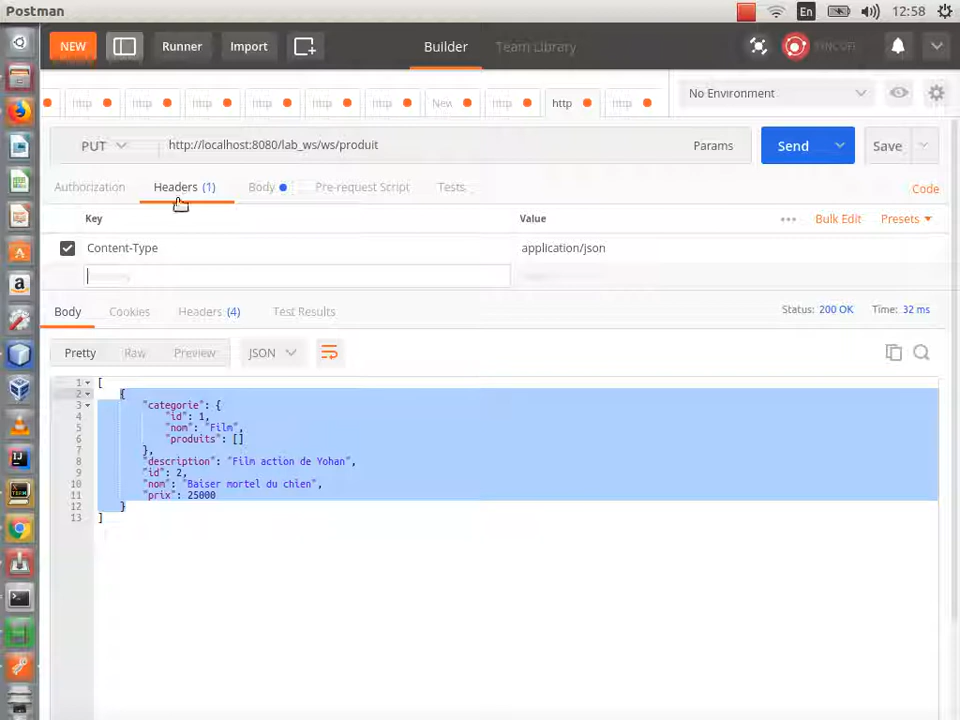 Postman
En
12:58
NEW
Runner
Import
Builder
Team Library
SYNC OFF
http
http
http
http
http
http
New
http
http
http
No Environment
PUT
http://localhost:8080/lab_ws/ws/produit
Params
Send
Save
Authorization
Headers (1)
Body
Pre-request Script
Tests
Code
Key
Value
Bulk Edit
Presets
Content-Type
application/json
Body
Cookies
Headers (4)
Test Results
Status: 200 OK
Time: 32 ms
Pretty
Raw
Preview
JSON
1 [
2 {
3 "categorie": {
4 "id": 1,
5 "nom": "Film",
6 "produits": []
7 },
8 "description": "Film action de Yohan",
9 "id": 2,
10 "nom": "Baiser mortel du chien",
11 "prix": 25000
12 }
13 ]